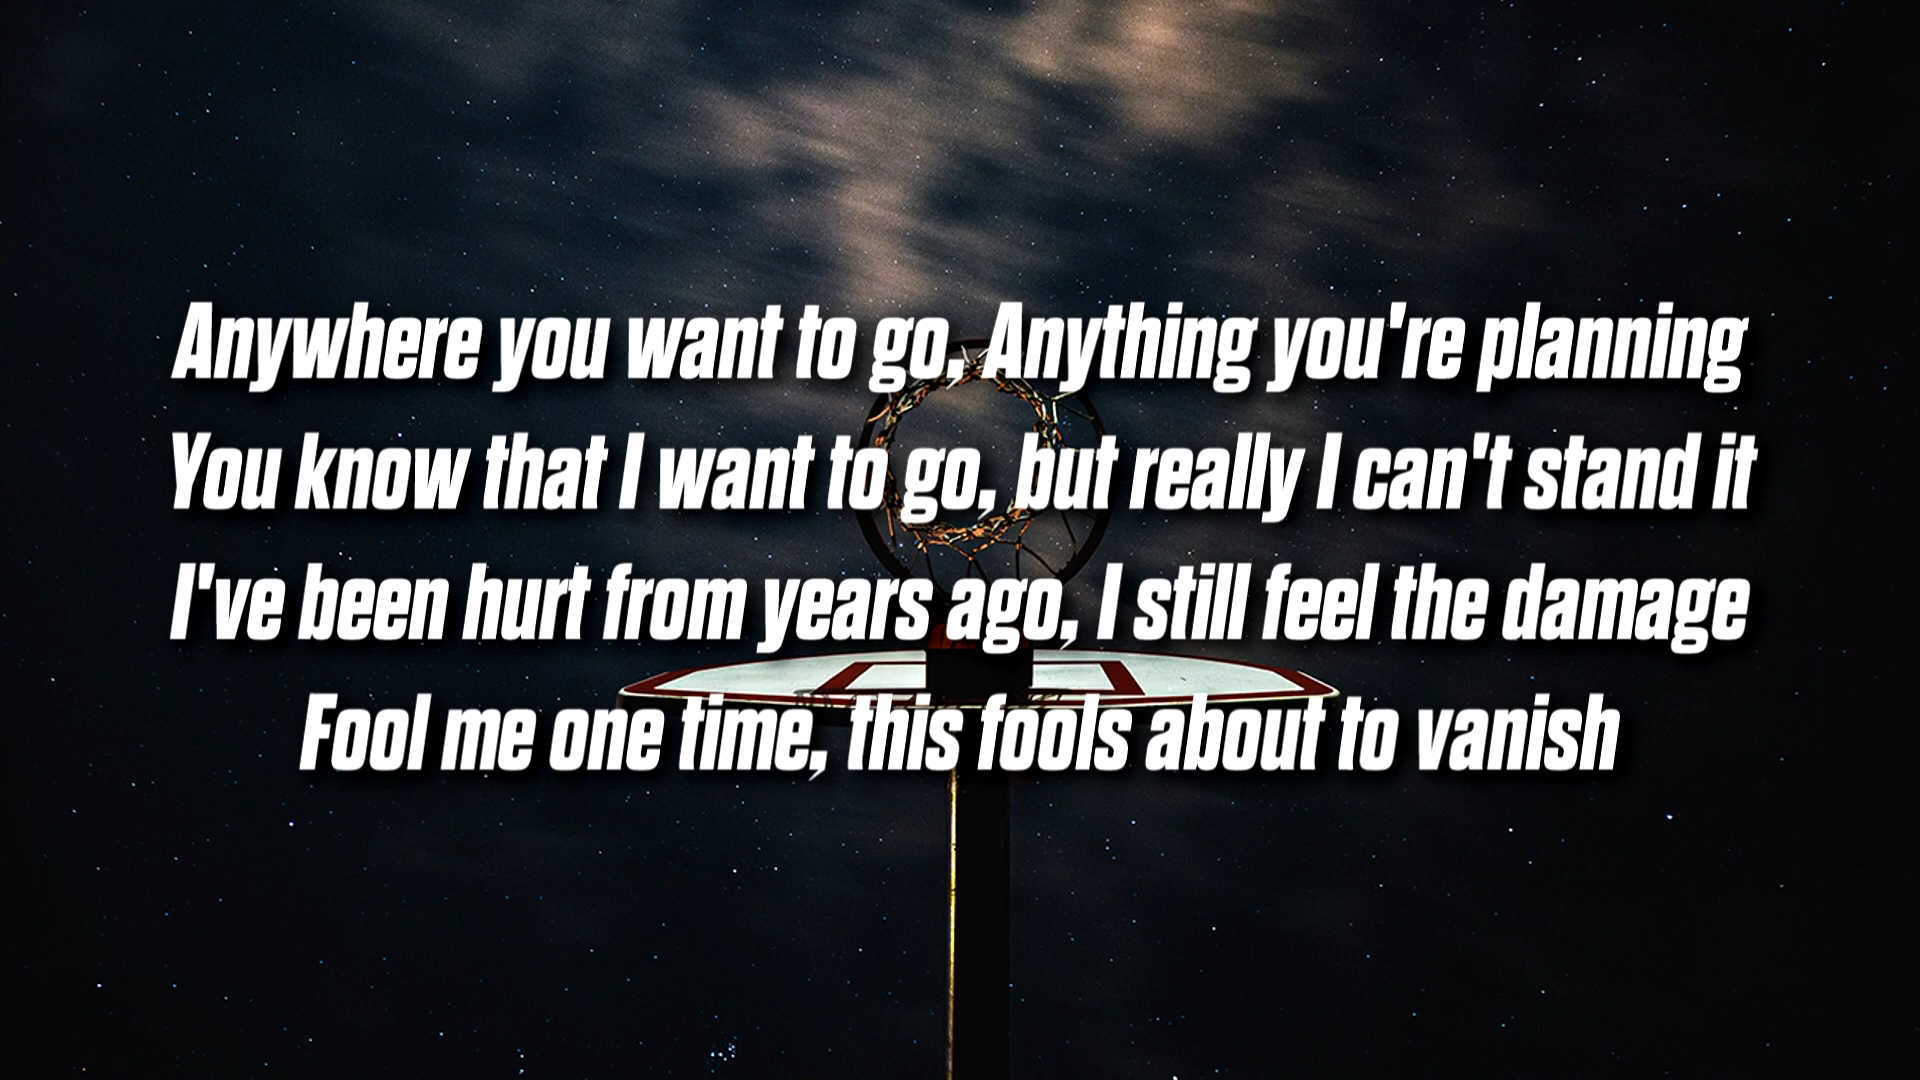 Anywhere you want to go, Anything you're planning
You know that I want to go, but really I can't stand it
I've been hurt from years ago, I still feel the damage
Fool me one time, this fools about to vanish